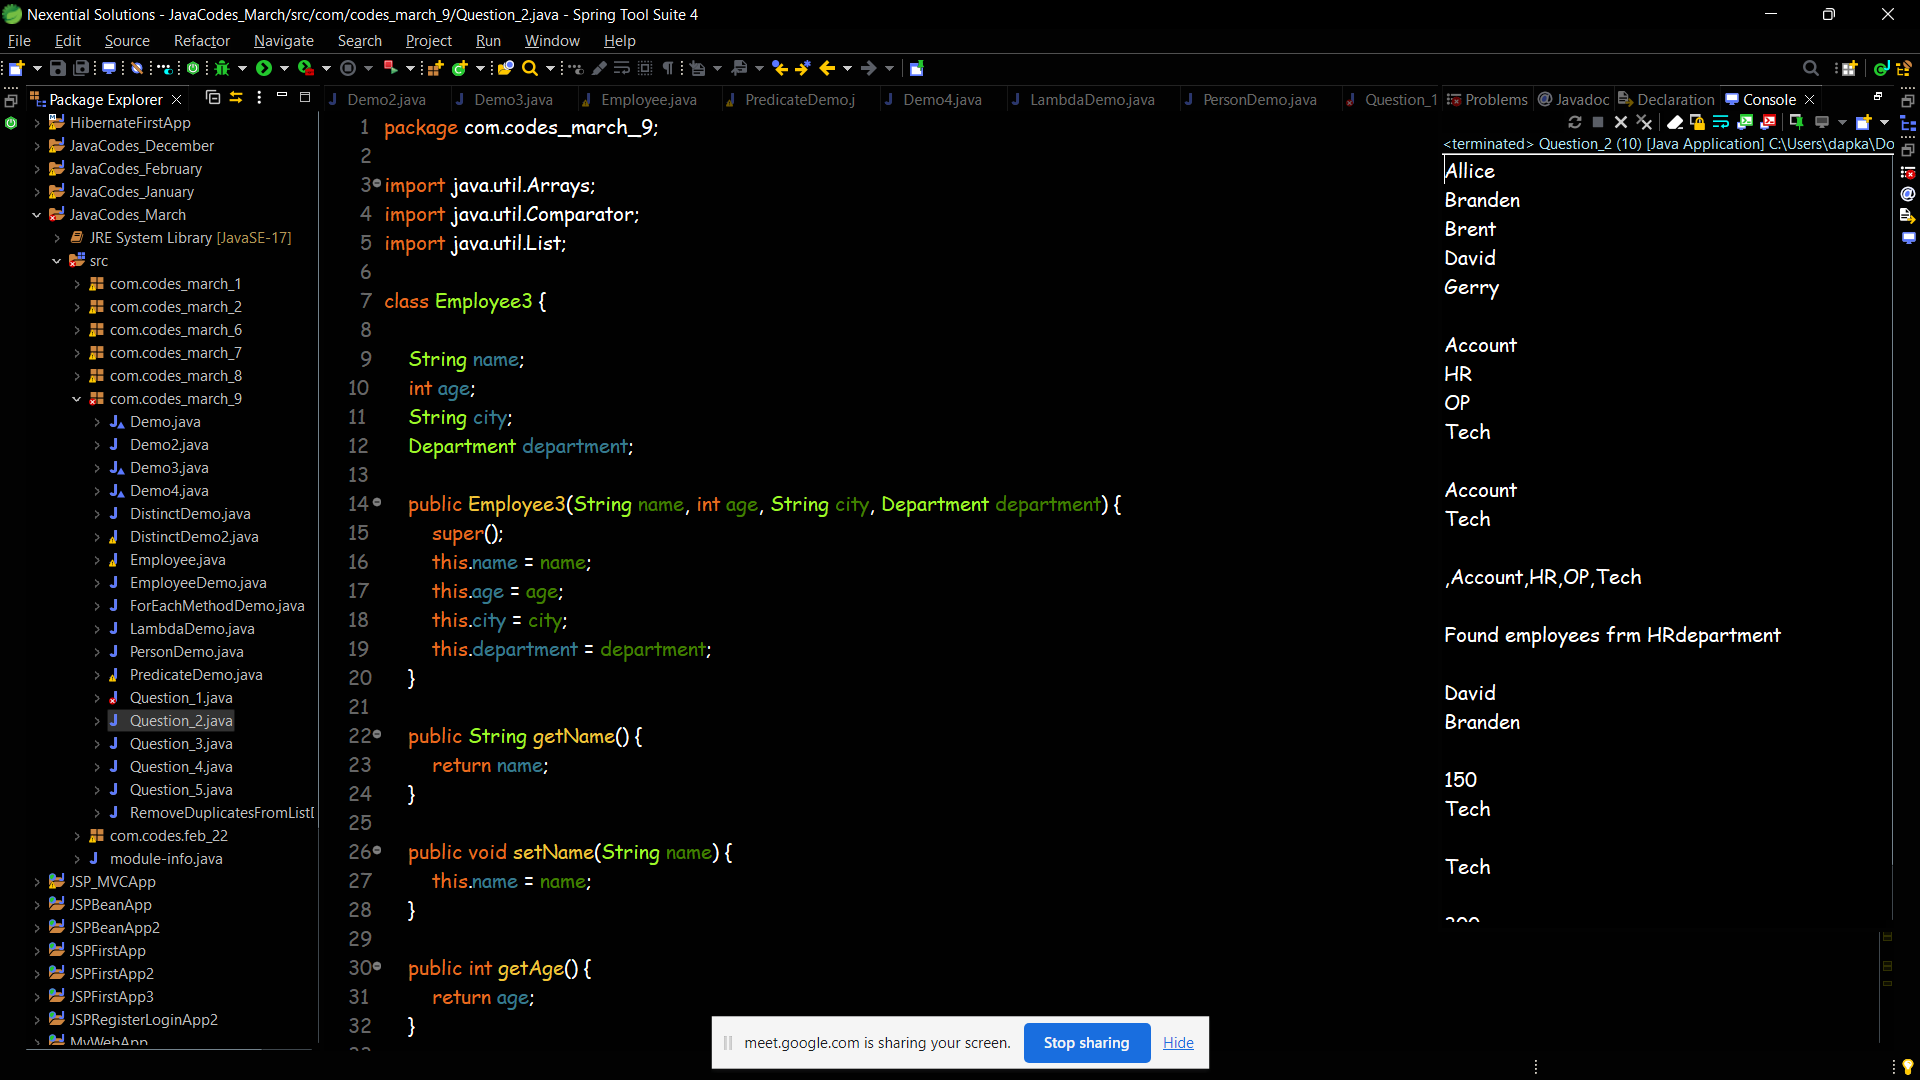 Nexential Solutions - JavaCodes_March/src/com/codes_march_9/Question_2.java - Spring Tool Suite 4
File Edit Source Refactor Navigate Search Project Run Window Help
Package Explorer
HibernateFirstApp
JavaCodes_December
JavaCodes_February
JavaCodes_January
JavaCodes_March
JRE System Library [JavaSE-17]
src
com.codes_march_1
com.codes_march_2
com.codes_march_6
com.codes_march_7
com.codes_march_8
com.codes_march_9
Demo.java
Demo2.java
Demo3.java
Demo4.java
DistinctDemo.java
DistinctDemo2.java
Employee.java
EmployeeDemo.java
ForEachMethodDemo.java
LambdaDemo.java
PersonDemo.java
PredicateDemo.java
Question_1.java
Question_2.java
Question_3.java
Question_4.java
Question_5.java
RemoveDuplicatesFromList
com.codes.feb_22
module-info.java
JSP_MVCApp
JSPBeanApp
JSPBeanApp2
JSPFirstApp
JSPFirstApp2
JSPFirstApp3
JSPRegisterLoginApp2
MyWebApp
Demo2.java Demo3.java Employee.java PredicateDemo.j Demo4.java LambdaDemo.java PersonDemo.java Question_1
1 package com.codes_march_9;
2
3 import java.util.Arrays;
4 import java.util.Comparator;
5 import java.util.List;
6
7 class Employee3 {
8
9 String name;
10 int age;
11 String city;
12 Department department;
13
14 public Employee3(String name, int age, String city, Department department) {
15 super();
16 this.name = name;
17 this.age = age;
18 this.city = city;
19 this.department = department;
20 }
21
22 public String getName() {
23 return name;
24 }
25
26 public void setName(String name) {
27 this.name = name;
28 }
29
30 public int getAge() {
31 return age;
32 }
Problems Javadoc Declaration Console
<terminated> Question_2 (10) [Java Application] C:\Users\dapka\Do
Allice
Branden
Brent
David
Gerry
Account
HR
OP
Tech
Account
Tech
,Account,HR,OP,Tech
Found employees frm HRdepartment
David
Branden
150
Tech
Tech
meet.google.com is sharing your screen. Stop sharing Hide